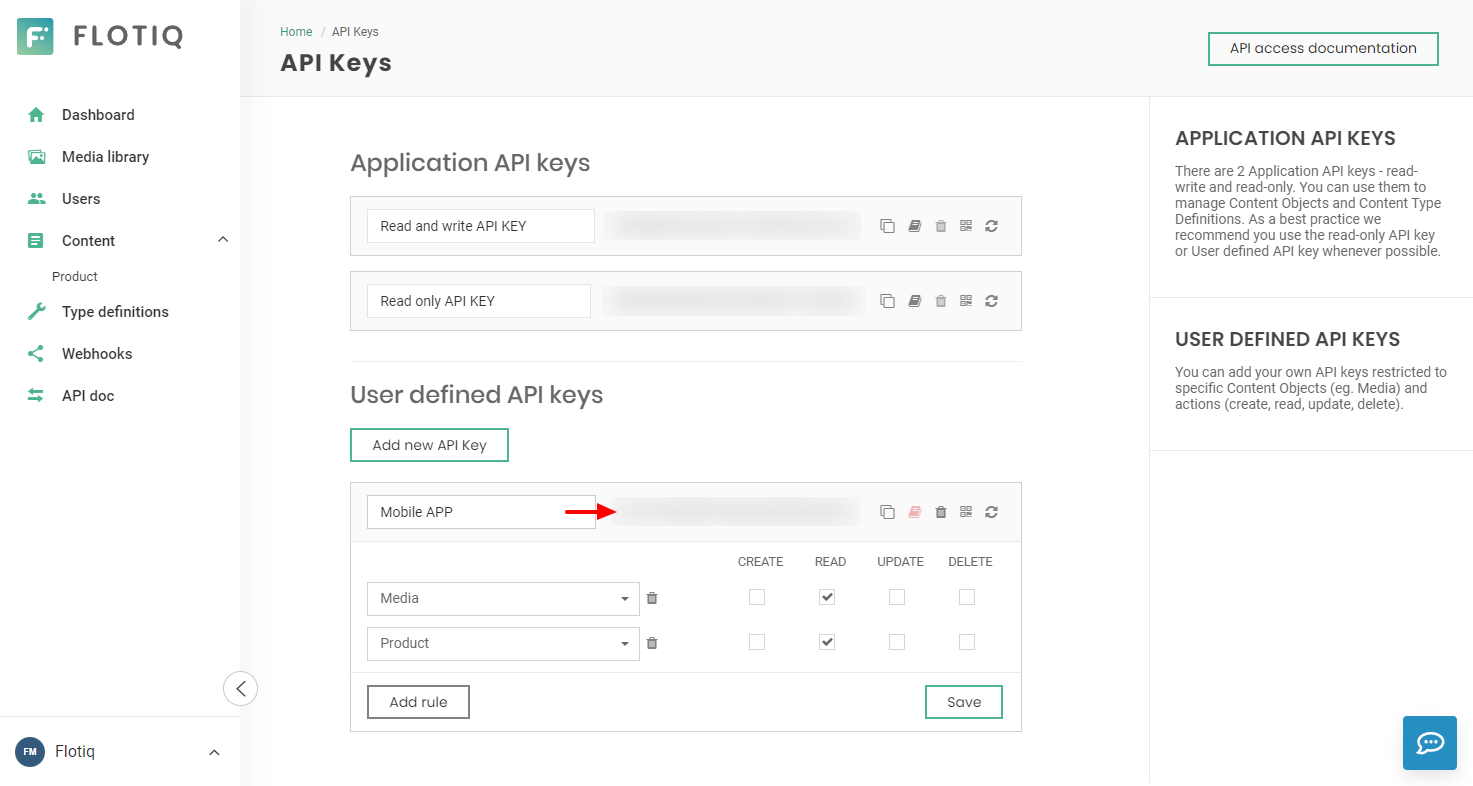 FLOTIQ
Dashboard
Media library
Users
Content
Product
Type definitions
Webhooks
API doc
FM
Flotiq
Home / API Keys
API Keys
API access documentation
Application API keys
Read and write API KEY
Read only API KEY
User defined API keys
Add new API Key
Mobile APP
CREATE READ UPDATE DELETE
Media
Product
Add rule
Save
APPLICATION API KEYS
There are 2 Application API keys - read-
write and read-only. You can use them to
manage Content Objects and Content Type
Definitions. As a best practice we
recommend you use the read-only API key
or User defined API key whenever possible.
USER DEFINED API KEYS
You can add your own API keys restricted to
specific Content Objects (eg. Media) and
actions (create, read, update, delete).